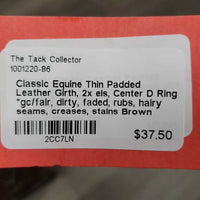 The Tack Collector
1001220-86
Classic Equine Thin Padded
Leather Girth, 2x els, Center D Ring
*gc/fair, dirty, faded, rubs, hairy
seams, creases, stains Brown
2CC7LN
$37.50